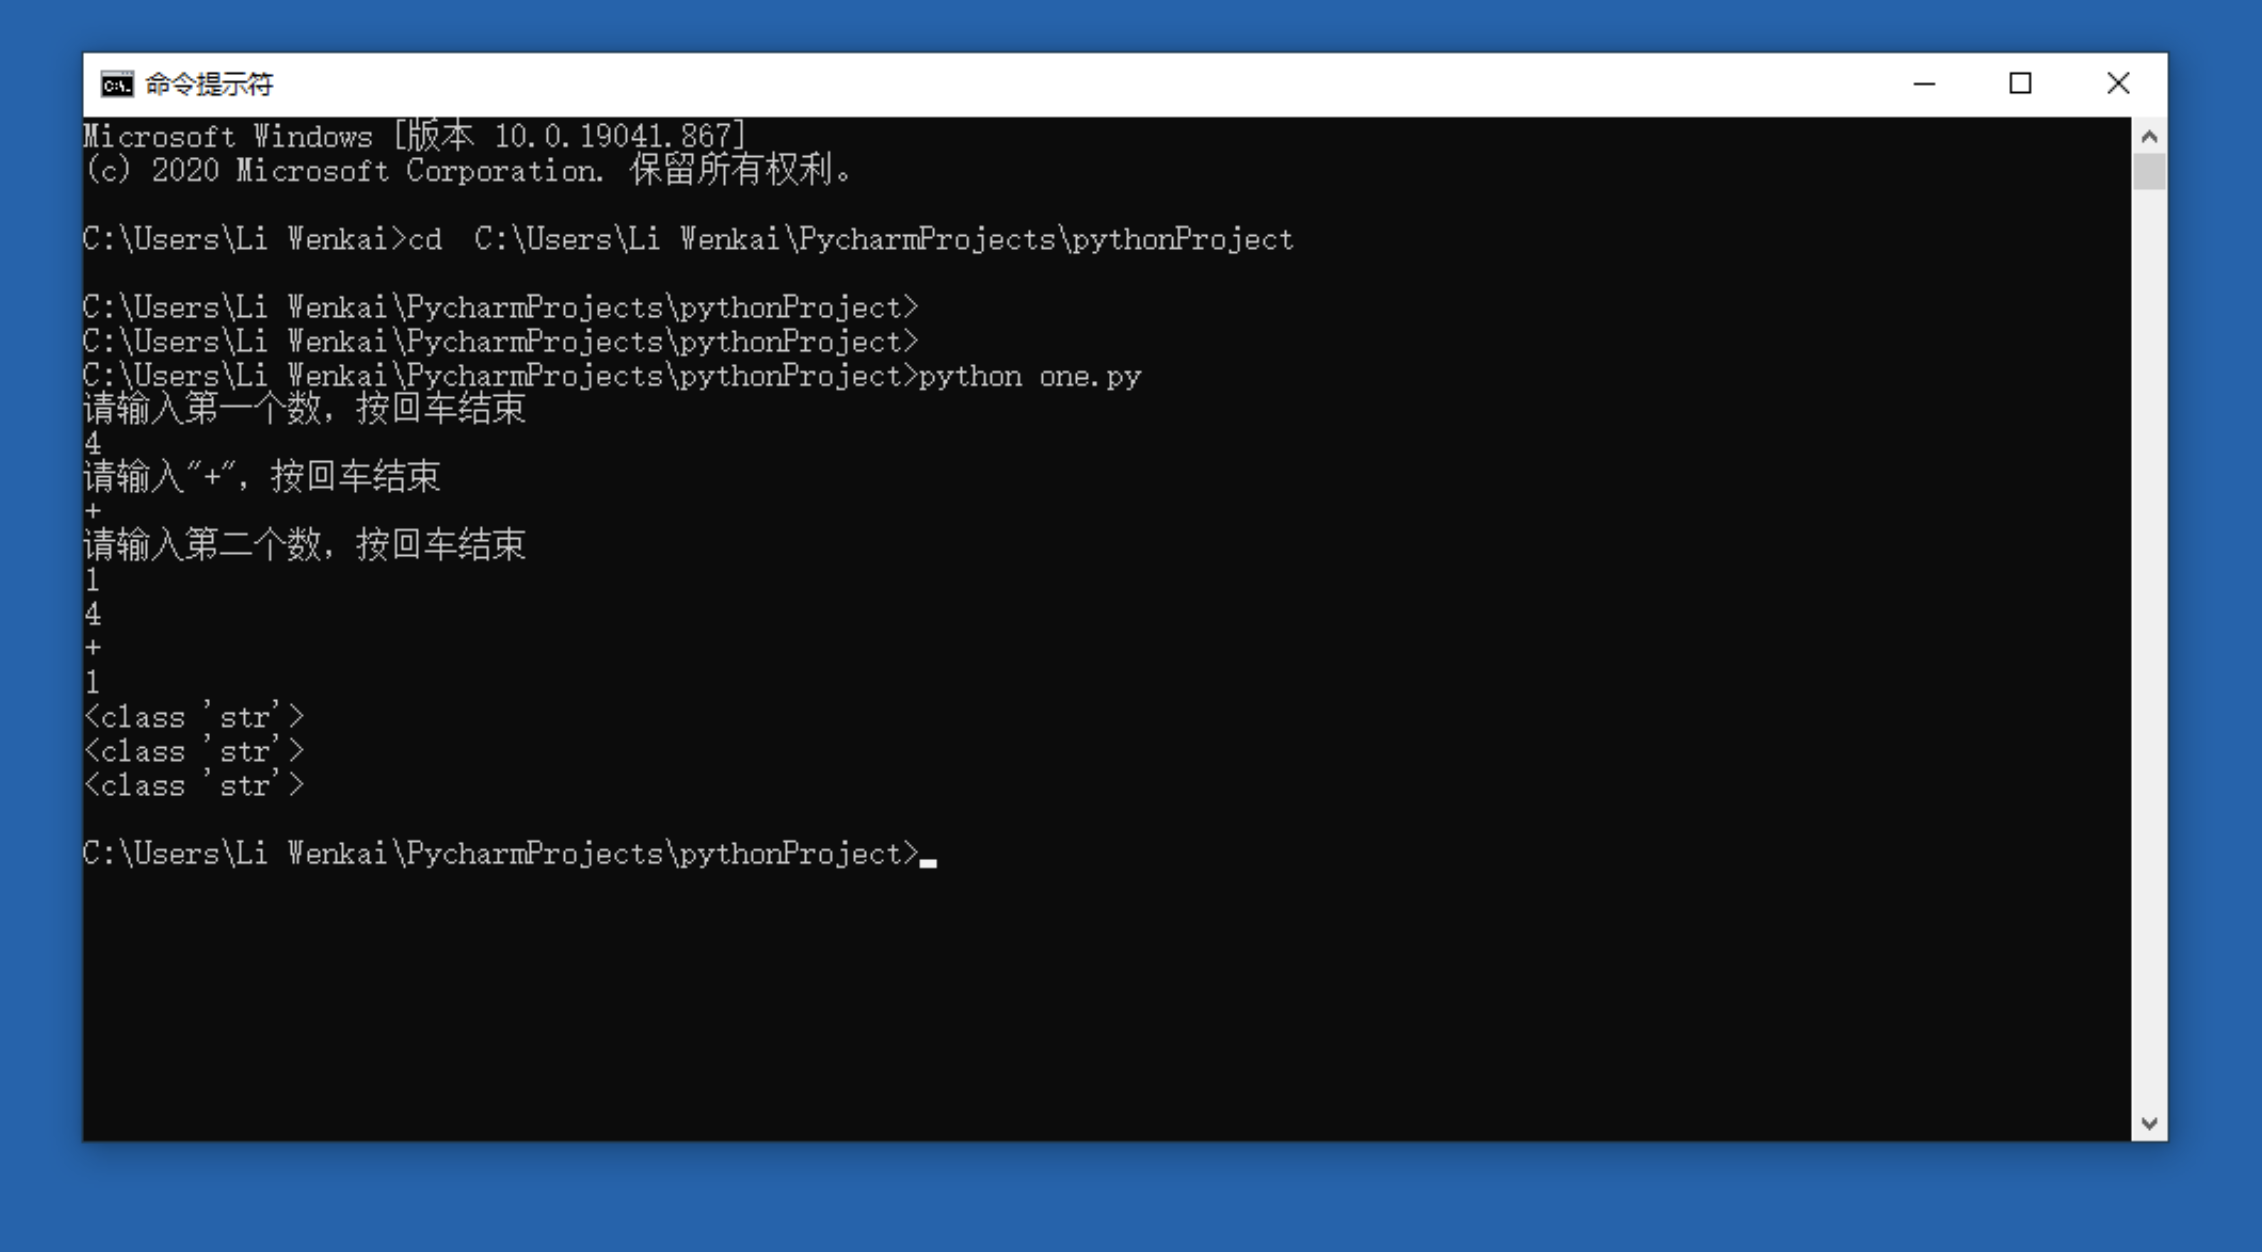 命令提示符
Microsoft Windows [版本 10.0.19041.867]
(c) 2020 Microsoft Corporation. 保留所有权利。
C:\Users\Li Wenkai>cd  C:\Users\Li Wenkai\PycharmProjects\pythonProject
C:\Users\Li Wenkai\PycharmProjects\pythonProject>
C:\Users\Li Wenkai\PycharmProjects\pythonProject>
C:\Users\Li Wenkai\PycharmProjects\pythonProject>python one.py
请输入第一个数，按回车结束
4
请输入"+"，按回车结束
+
请输入第二个数，按回车结束
1
4
+
1
<class 'str'>
<class 'str'>
<class 'str'>
C:\Users\Li Wenkai\PycharmProjects\pythonProject>